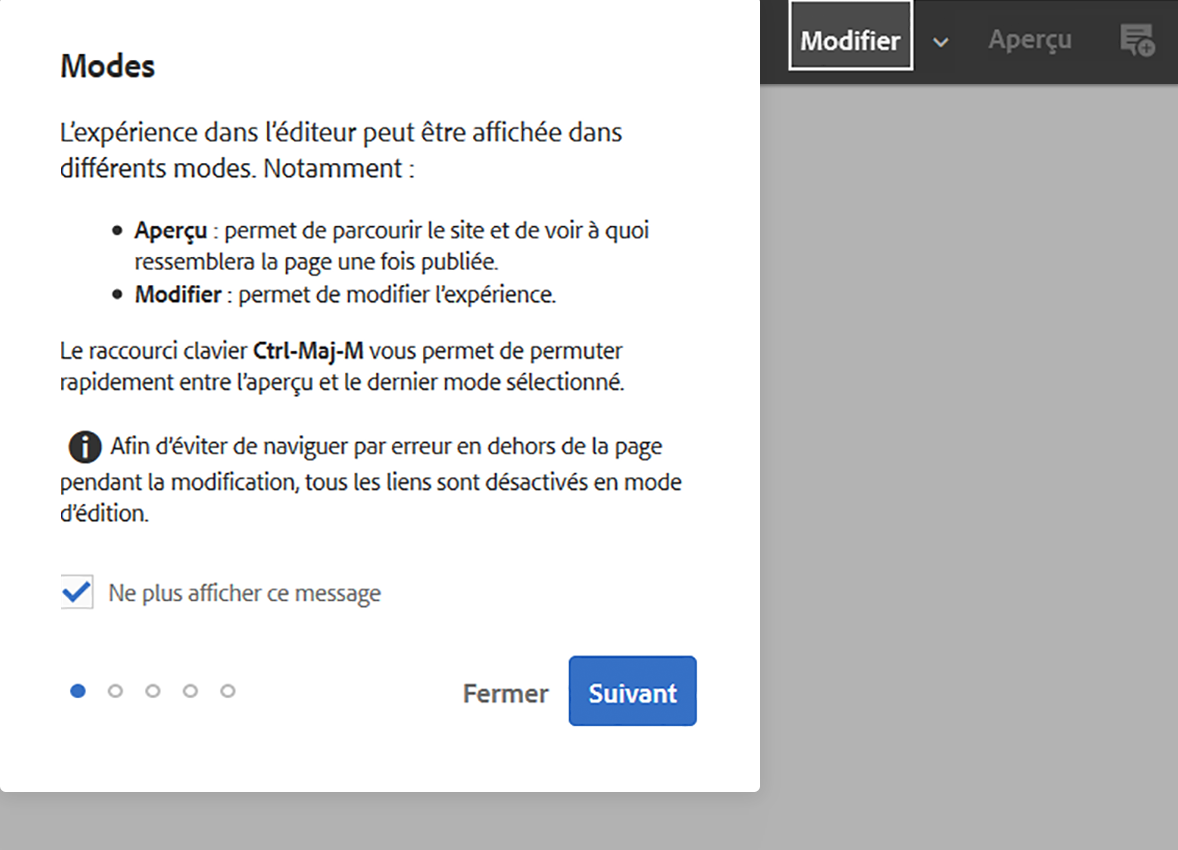 Modifier
Aperçu
Modes
L’expérience dans l’éditeur peut être affichée dans
différents modes. Notamment :
• Aperçu : permet de parcourir le site et de voir à quoi
ressemblera la page une fois publiée.
• Modifier : permet de modifier l’expérience.
Le raccourci clavier Ctrl-Maj-M vous permet de permuter
rapidement entre l’aperçu et le dernier mode sélectionné.
Afin d’éviter de naviguer par erreur en dehors de la page
pendant la modification, tous les liens sont désactivés en mode
d’édition.
Ne plus afficher ce message
Fermer
Suivant